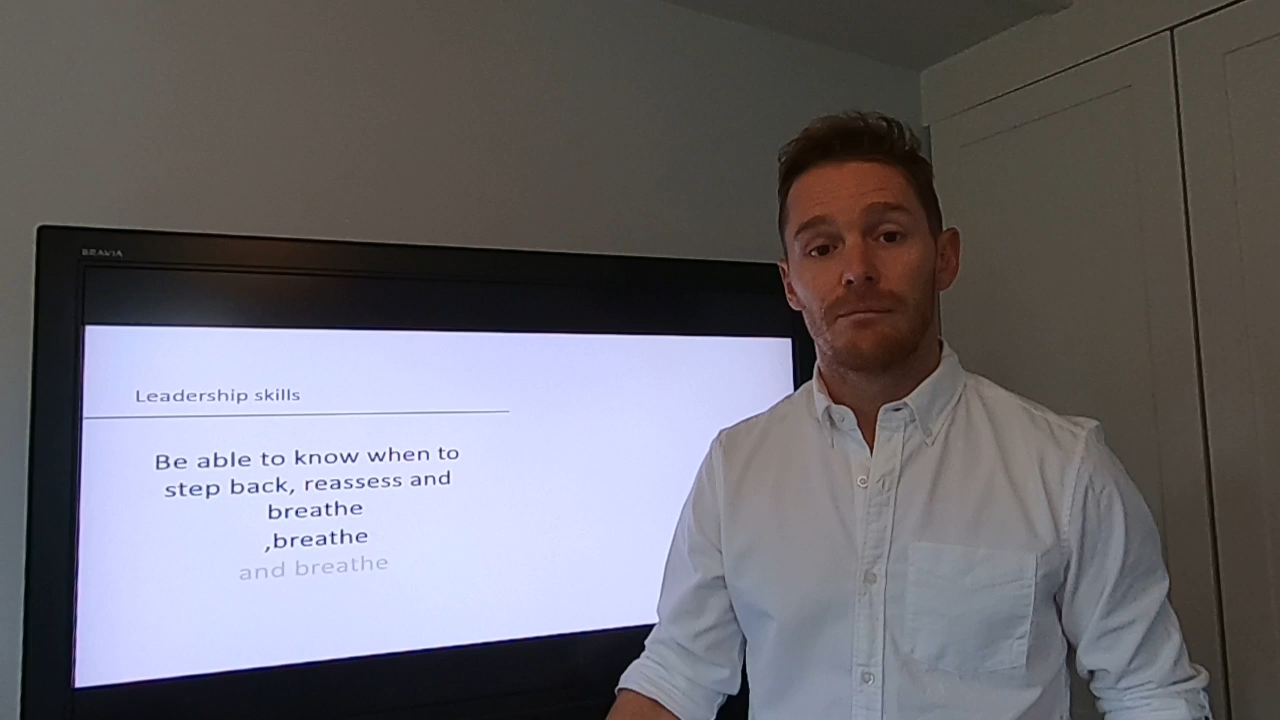 BRAVIA
Leadership skills
Be able to know when to
step back, reassess and
breathe
,breathe
and breathe